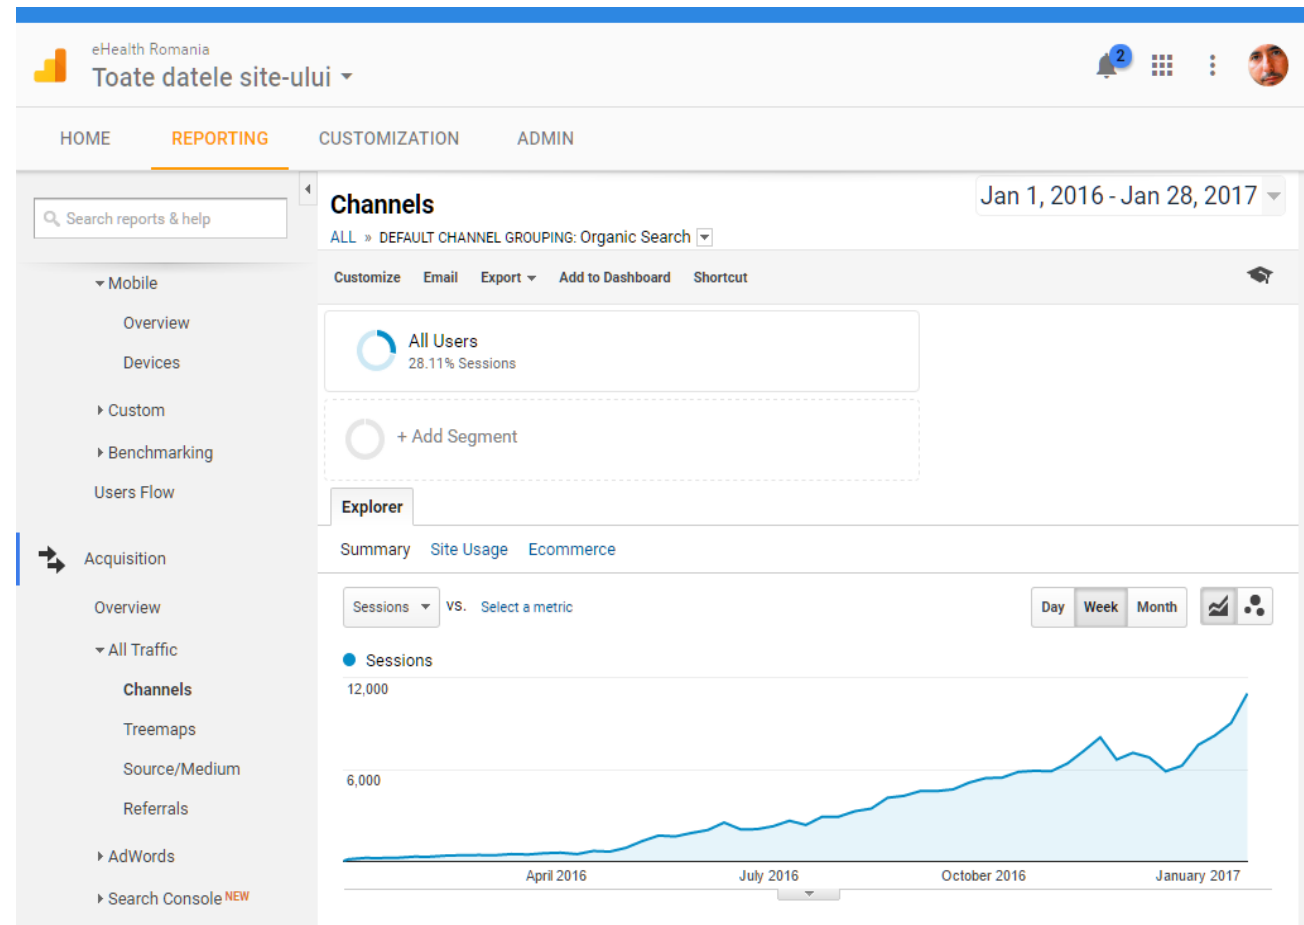 eHealth Romania
Toate datele site-ului
2
HOME REPORTING CUSTOMIZATION ADMIN
Search reports & help
Mobile
Overview
Devices
Custom
Benchmarking
Users Flow
Acquisition
Overview
All Traffic
Channels
Treemaps
Source/Medium
Referrals
AdWords
Search Console NEW
Channels
Jan 1, 2016 - Jan 28, 2017
ALL » DEFAULT CHANNEL GROUPING: Organic Search
Customize Email Export Add to Dashboard Shortcut
All Users
28.11% Sessions
+ Add Segment
Explorer
Summary Site Usage Ecommerce
Sessions VS. Select a metric
Day Week Month
Sessions
12,000
6,000
April 2016 July 2016 October 2016 January 2017